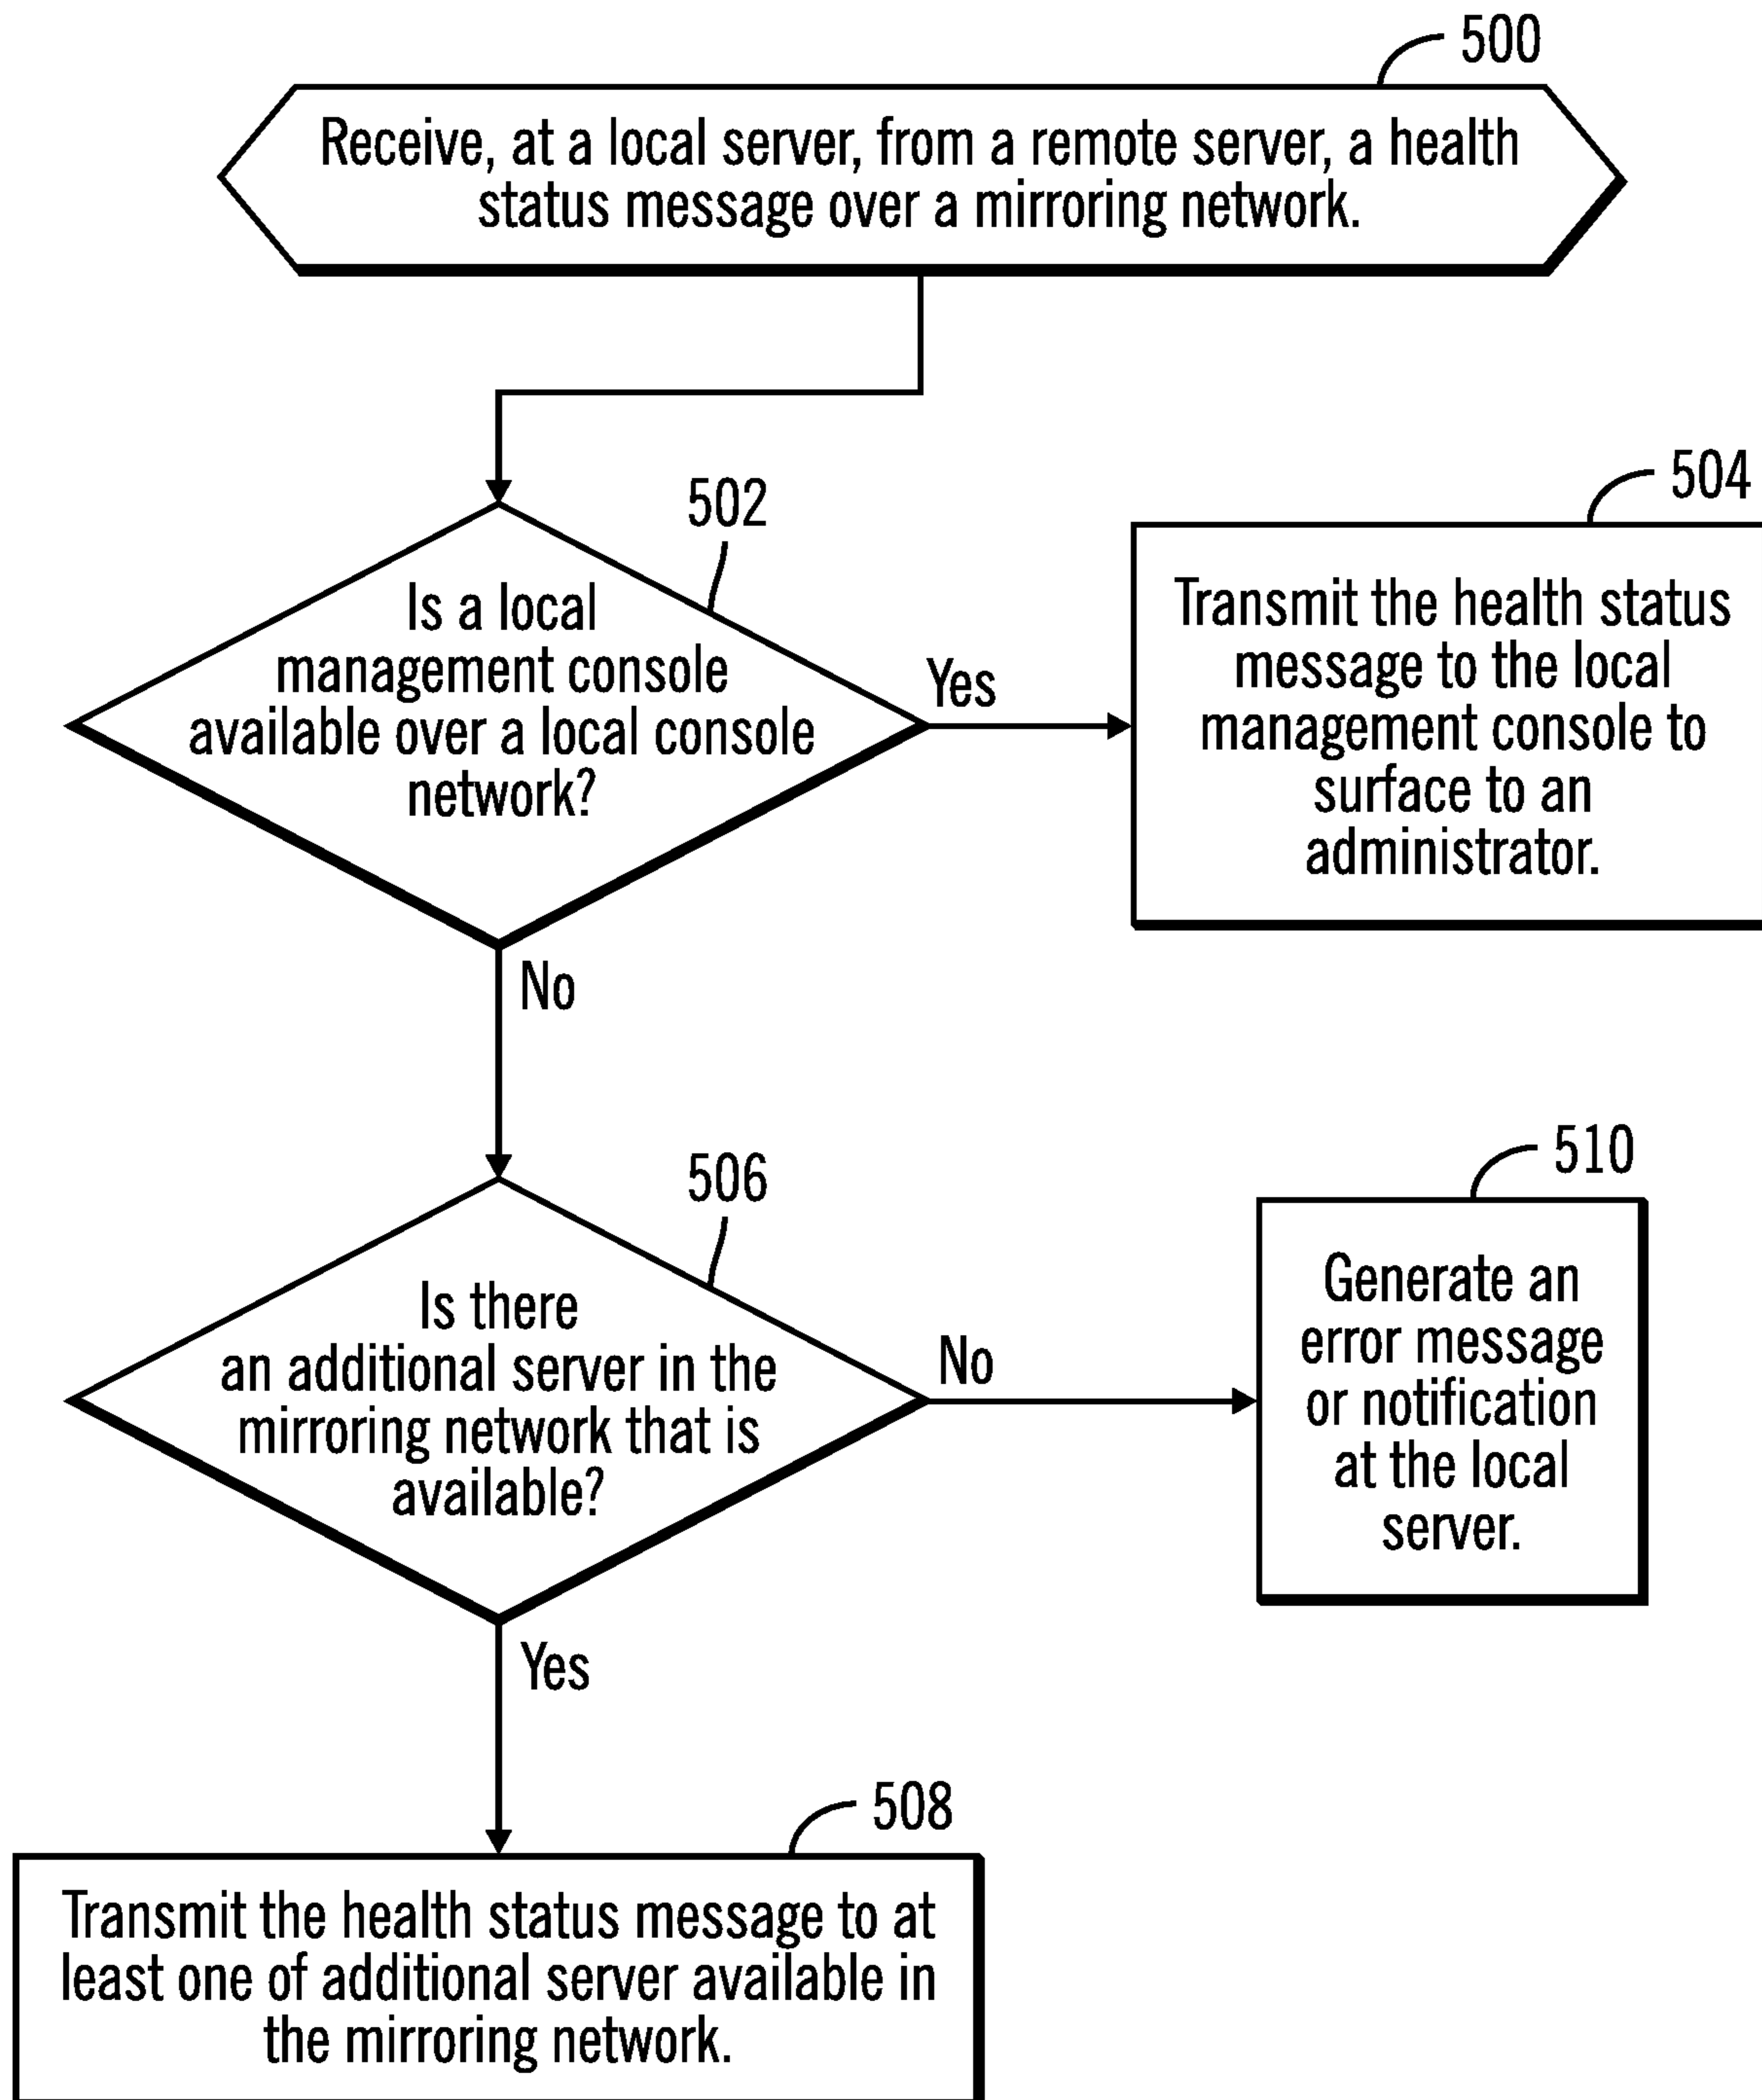 500
Receive, at a local server, from a remote server, a health
status message over a mirroring network.
502
Is a local
management console
available over a local console
network?
Yes
504
Transmit the health status
message to the local
management console to
surface to an
administrator.
No
506
Is there
an additional server in the
mirroring network that is
available?
No
510
Generate an
error message
or notification
at the local
server.
Yes
508
Transmit the health status message to at
least one of additional server available in
the mirroring network.